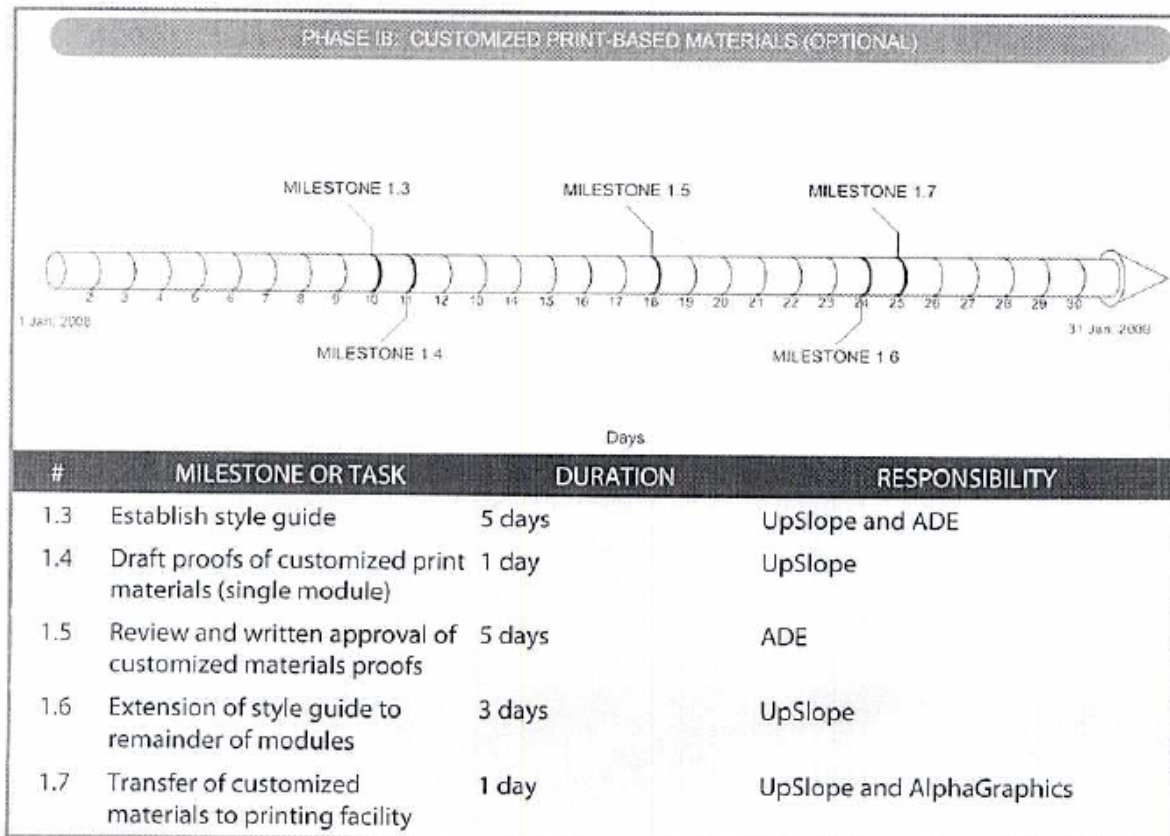 PHASE IB: CUSTOMIZED PRINT-BASED MATERIALS (OPTIONAL)
MILESTONE 1.3
MILESTONE 1.5
MILESTONE 1.7
2 3 4 5 6 7 8 9 10 11 12 13 14 15 16 17 18 19 20 21 22 23 24 25 26 27 28 29 30
1 Jan, 2008
31 Jan, 2008
MILESTONE 1.4
MILESTONE 1.6
Days
# MILESTONE OR TASK DURATION RESPONSIBILITY
1.3 Establish style guide 5 days UpSlope and ADE
1.4 Draft proofs of customized print 1 day UpSlope
materials (single module)
1.5 Review and written approval of 5 days ADE
customized materials proofs
1.6 Extension of style guide to 3 days UpSlope
remainder of modules
1.7 Transfer of customized 1 day UpSlope and AlphaGraphics
materials to printing facility